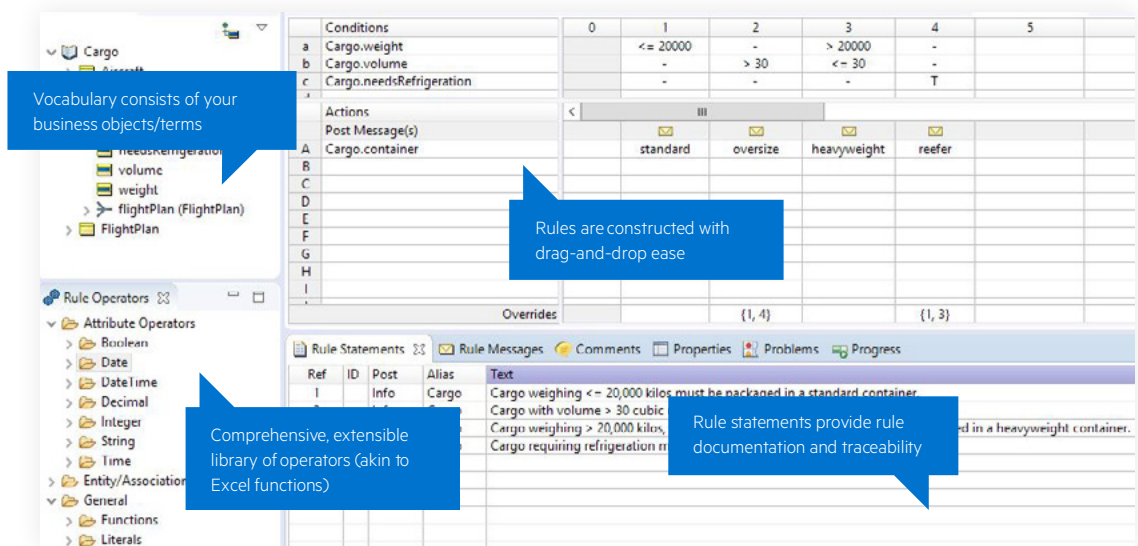 Cargo
Vocabulary consists of your
business objects/terms
volume
weight
flightPlan (FlightPlan)
FlightPlan
Conditions 0 1 2 3 4 5
a Cargo.weight <= 20000 - > 20000 -
b Cargo.volume - > 30 <= 30 -
c Cargo.needsRefrigeration - - - T
Actions
Post Message(s)
A Cargo.container standard oversize heavyweight reefer
B
C
D
E
F
G
H
I
Rules are constructed with
drag-and-drop ease
Overrides {1, 4} {1, 3}
Rule Operators
Attribute Operators
Boolean
Date
DateTime
Decimal
Integer
String
Time
Entity/Association
General
Functions
Literals
Comprehensive, extensible
library of operators (akin to
Excel functions)
Rule Statements Rule Messages Comments Properties Problems Progress
Ref ID Post Alias Text
1 Info Cargo Cargo weighing <= 20,000 kilos must be packaged in a standard container.
Cargo with volume > 30 cubic
Cargo weighing > 20,000 kilos, ed in a heavyweight container.
Cargo requiring refrigeration
Rule statements provide rule
documentation and traceability